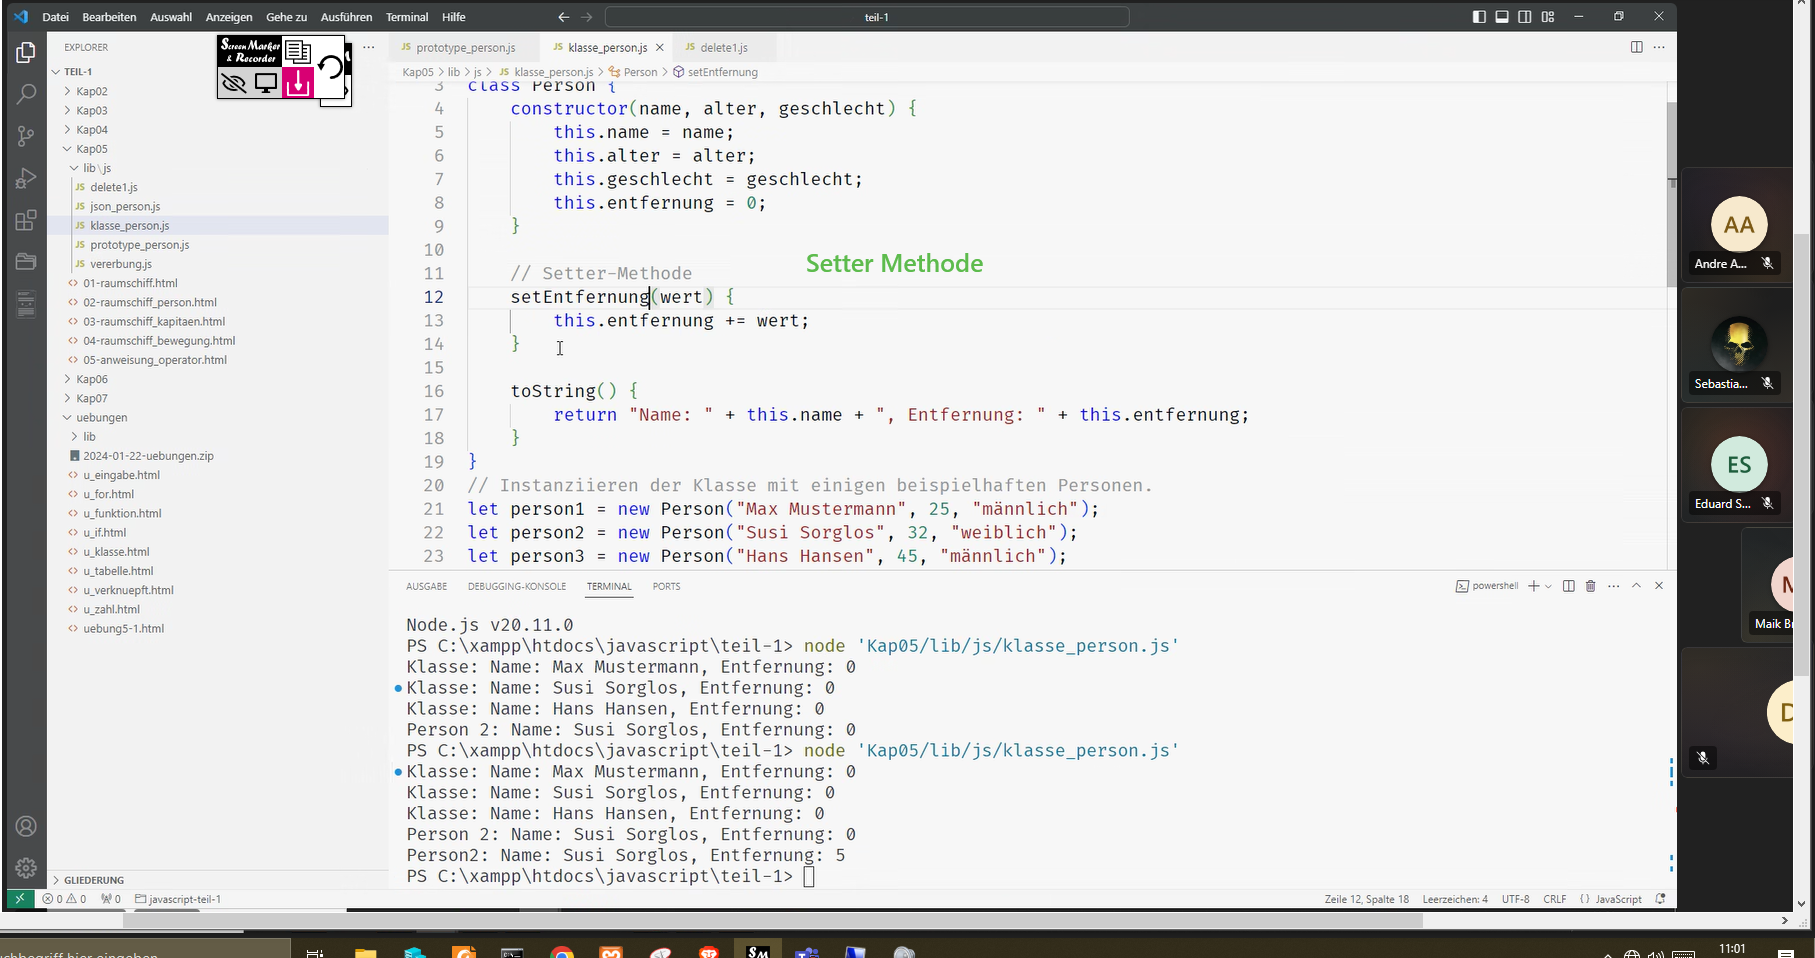 Datei Bearbeiten Auswahl Anzeigen Gehe zu Ausführen Terminal Hilfe
teil-1
EXPLORER
Screen Marker
& Recorder
prototype_person.js
klasse_person.js
delete1.js
Kap05 > lib > js > JS klasse_person.js > Person > setEntfernung
TEIL-1
Kap02
Kap03
Kap04
Kap05
lib \ js
JS delete1.js
JS json_person.js
JS klasse_person.js
JS prototype_person.js
JS vererbung.js
01-raumschiff.html
02-raumschiff_person.html
03-raumschiff_kapitaen.html
04-raumschiff_bewegung.html
05-anweisung_operator.html
Kap06
Kap07
uebungen
lib
2024-01-22-uebungen.zip
u_eingabe.html
u_for.html
u_funktion.html
u_if.html
u_klasse.html
u_tabelle.html
u_verknuepft.html
u_zahl.html
uebung5-1.html
GLIEDERUNG
3 class Person {
4 constructor(name, alter, geschlecht) {
5 this.name = name;
6 this.alter = alter;
7 this.geschlecht = geschlecht;
8 this.entfernung = 0;
9 }
10
11 // Setter-Methode
Setter Methode
12 setEntfernung(wert) {
13 this.entfernung += wert;
14 }
15
16 toString() {
17 return "Name: " + this.name + ", Entfernung: " + this.entfernung;
18 }
19 }
20 // Instanziieren der Klasse mit einigen beispielhaften Personen.
21 let person1 = new Person("Max Mustermann", 25, "männlich");
22 let person2 = new Person("Susi Sorglos", 32, "weiblich");
23 let person3 = new Person("Hans Hansen", 45, "männlich");
AUSGABE DEBUGGING-KONSOLE TERMINAL PORTS
powershell
Node.js v20.11.0
PS C:\xampp\htdocs\javascript\teil-1> node 'Kap05/lib/js/klasse_person.js'
Klasse: Name: Max Mustermann, Entfernung: 0
Klasse: Name: Susi Sorglos, Entfernung: 0
Klasse: Name: Hans Hansen, Entfernung: 0
Person 2: Name: Susi Sorglos, Entfernung: 0
PS C:\xampp\htdocs\javascript\teil-1> node 'Kap05/lib/js/klasse_person.js'
Klasse: Name: Max Mustermann, Entfernung: 0
Klasse: Name: Susi Sorglos, Entfernung: 0
Klasse: Name: Hans Hansen, Entfernung: 0
Person 2: Name: Susi Sorglos, Entfernung: 0
Person2: Name: Susi Sorglos, Entfernung: 5
PS C:\xampp\htdocs\javascript\teil-1>
0 0 0 javascript-teil-1
Zeile 12, Spalte 18 Leerzeichen: 4 UTF-8 CRLF {} JavaScript
AA
Andre A...
Sebastia...
ES
Eduard S...
Maik B
SM
11:01